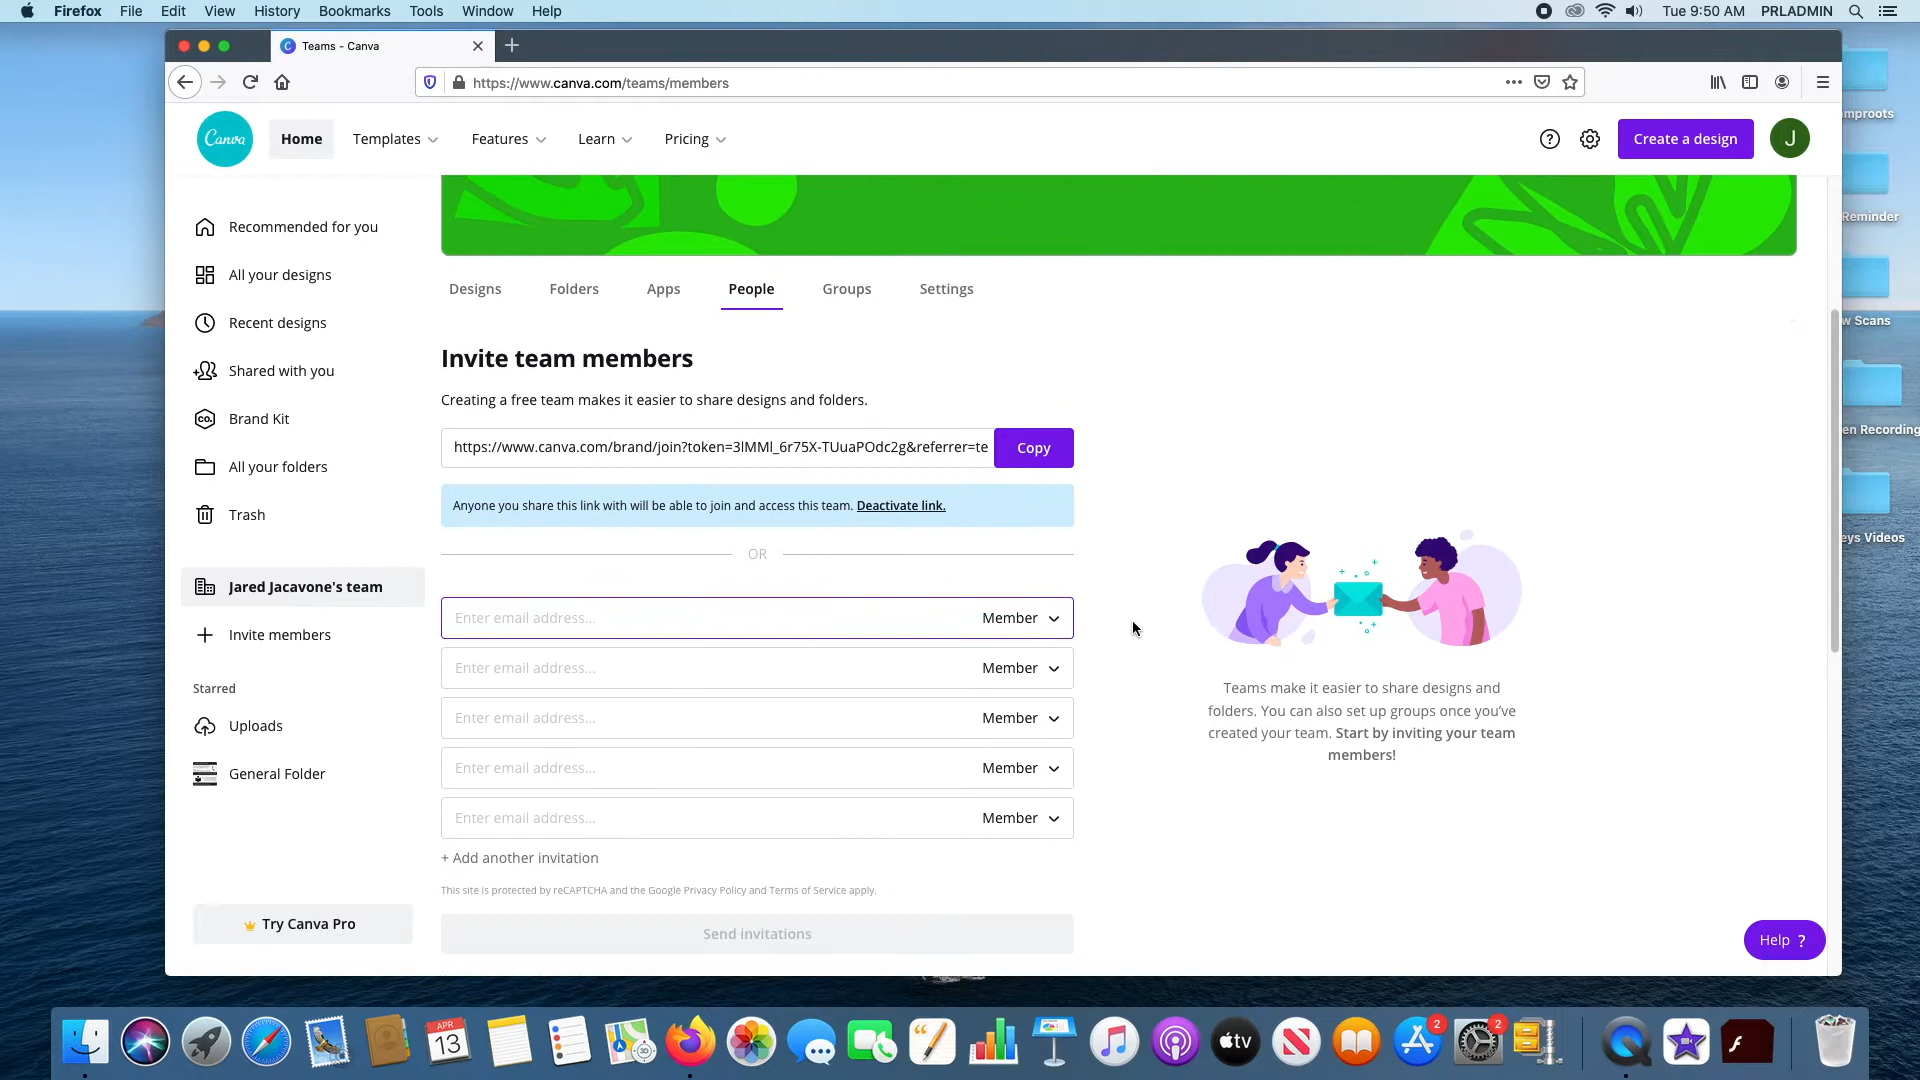 Firefox File Edit View History Bookmarks Tools Window Help Tue 9:50 AM PRLADMIN
Teams - Canva
https://www.canva.com/teams/members
Canva Home Templates Features Learn Pricing Create a design J
Recommended for you
All your designs
Recent designs
Shared with you
Brand Kit
CO.
All your folders
Trash
Jared Jacavone's team
Invite members
Starred
Uploads
General Folder
Try Canva Pro
Designs Folders Apps People Groups Settings
Invite team members
Creating a free team makes it easier to share designs and folders.
https://www.canva.com/brand/join?token=3lMMl_6r75X-TUuaPOdc2g&referrer=te Copy
Anyone you share this link with will be able to join and access this team. Deactivate link.
OR
Enter email address... Member
Enter email address... Member
Enter email address... Member
Enter email address... Member
Enter email address... Member
+ Add another invitation
This site is protected by reCAPTCHA and the Google Privacy Policy and Terms of Service apply.
Send invitations
Teams make it easier to share designs and
folders. You can also set up groups once you've
created your team. Start by inviting your team
members!
Help ?
mproots
Reminder
w Scans
en Recording
eys Videos
APR
13
3D
tv
2
2